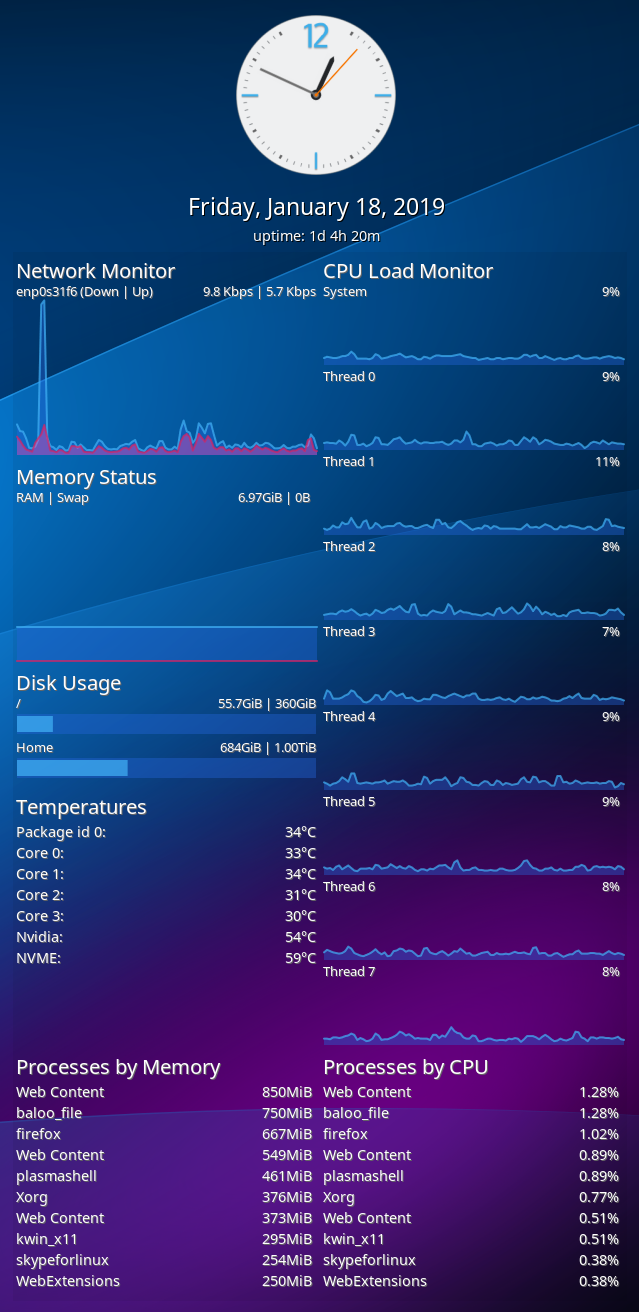 12
Friday, January 18, 2019
uptime: 1d 4h 20m
Network Monitor
enp0s31f6 (Down | Up) 9.8 Kbps | 5.7 Kbps
Memory Status
RAM | Swap 6.97GiB | 0B
Disk Usage
/ 55.7GiB | 360GiB
Home 684GiB | 1.00TiB
Temperatures
Package id 0: 34°C
Core 0: 33°C
Core 1: 34°C
Core 2: 31°C
Core 3: 30°C
Nvidia: 54°C
NVME: 59°C
CPU Load Monitor
System 9%
Thread 0 9%
Thread 1 11%
Thread 2 8%
Thread 3 7%
Thread 4 9%
Thread 5 9%
Thread 6 8%
Thread 7 8%
Processes by Memory
Web Content 850MiB
baloo_file 750MiB
firefox 667MiB
Web Content 549MiB
plasmashell 461MiB
Xorg 376MiB
Web Content 373MiB
kwin_x11 295MiB
skypeforlinux 254MiB
WebExtensions 250MiB
Processes by CPU
Web Content 1.28%
baloo_file 1.28%
firefox 1.02%
Web Content 0.89%
plasmashell 0.89%
Xorg 0.77%
Web Content 0.51%
kwin_x11 0.51%
skypeforlinux 0.38%
WebExtensions 0.38%